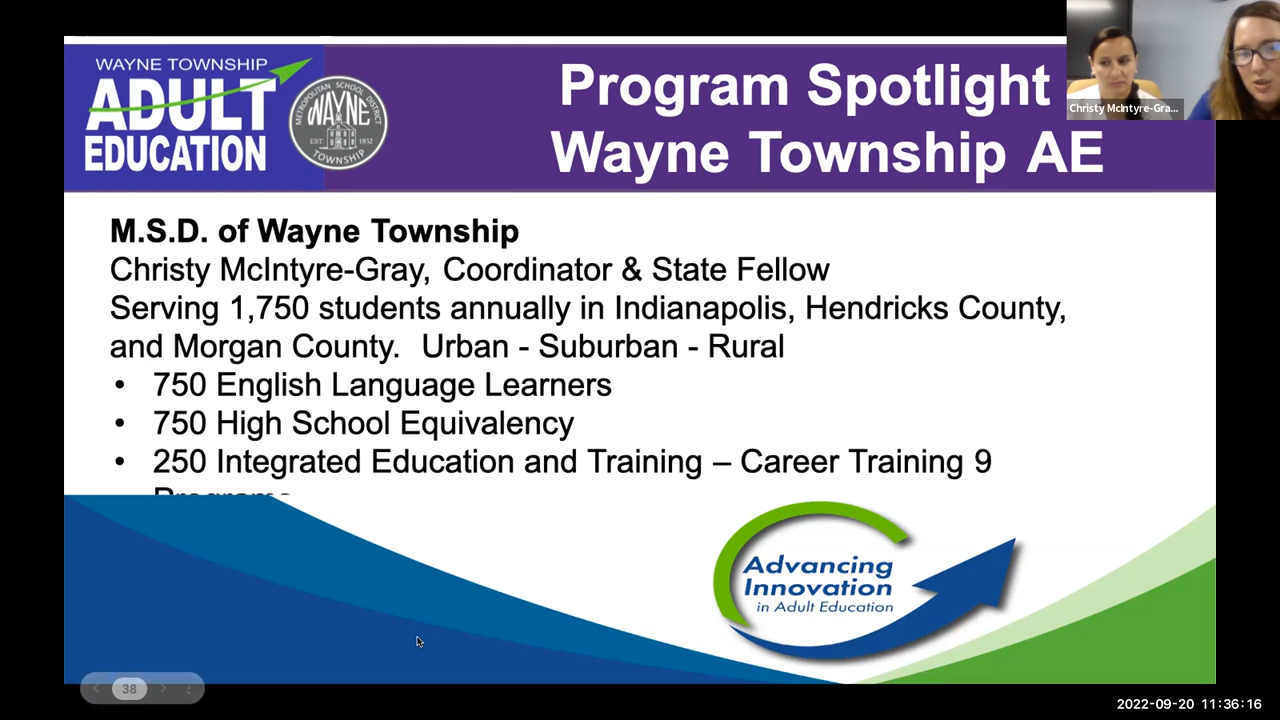 WAYNE TOWNSHIP
ADULT
EDUCATION
METROPOLITAN SCHOOL DISTRICT
WAYNE
EST 1852
TOWNSHIP
Program Spotlight
Wayne Township AE
Christy McIntyre-Gra...
M.S.D. of Wayne Township
Christy McIntyre-Gray, Coordinator & State Fellow
Serving 1,750 students annually in Indianapolis, Hendricks County,
and Morgan County. Urban - Suburban - Rural
• 750 English Language Learners
• 750 High School Equivalency
• 250 Integrated Education and Training – Career Training 9
Programs
Advancing
Innovation
in Adult Education
38
2022-09-20 11:36:16